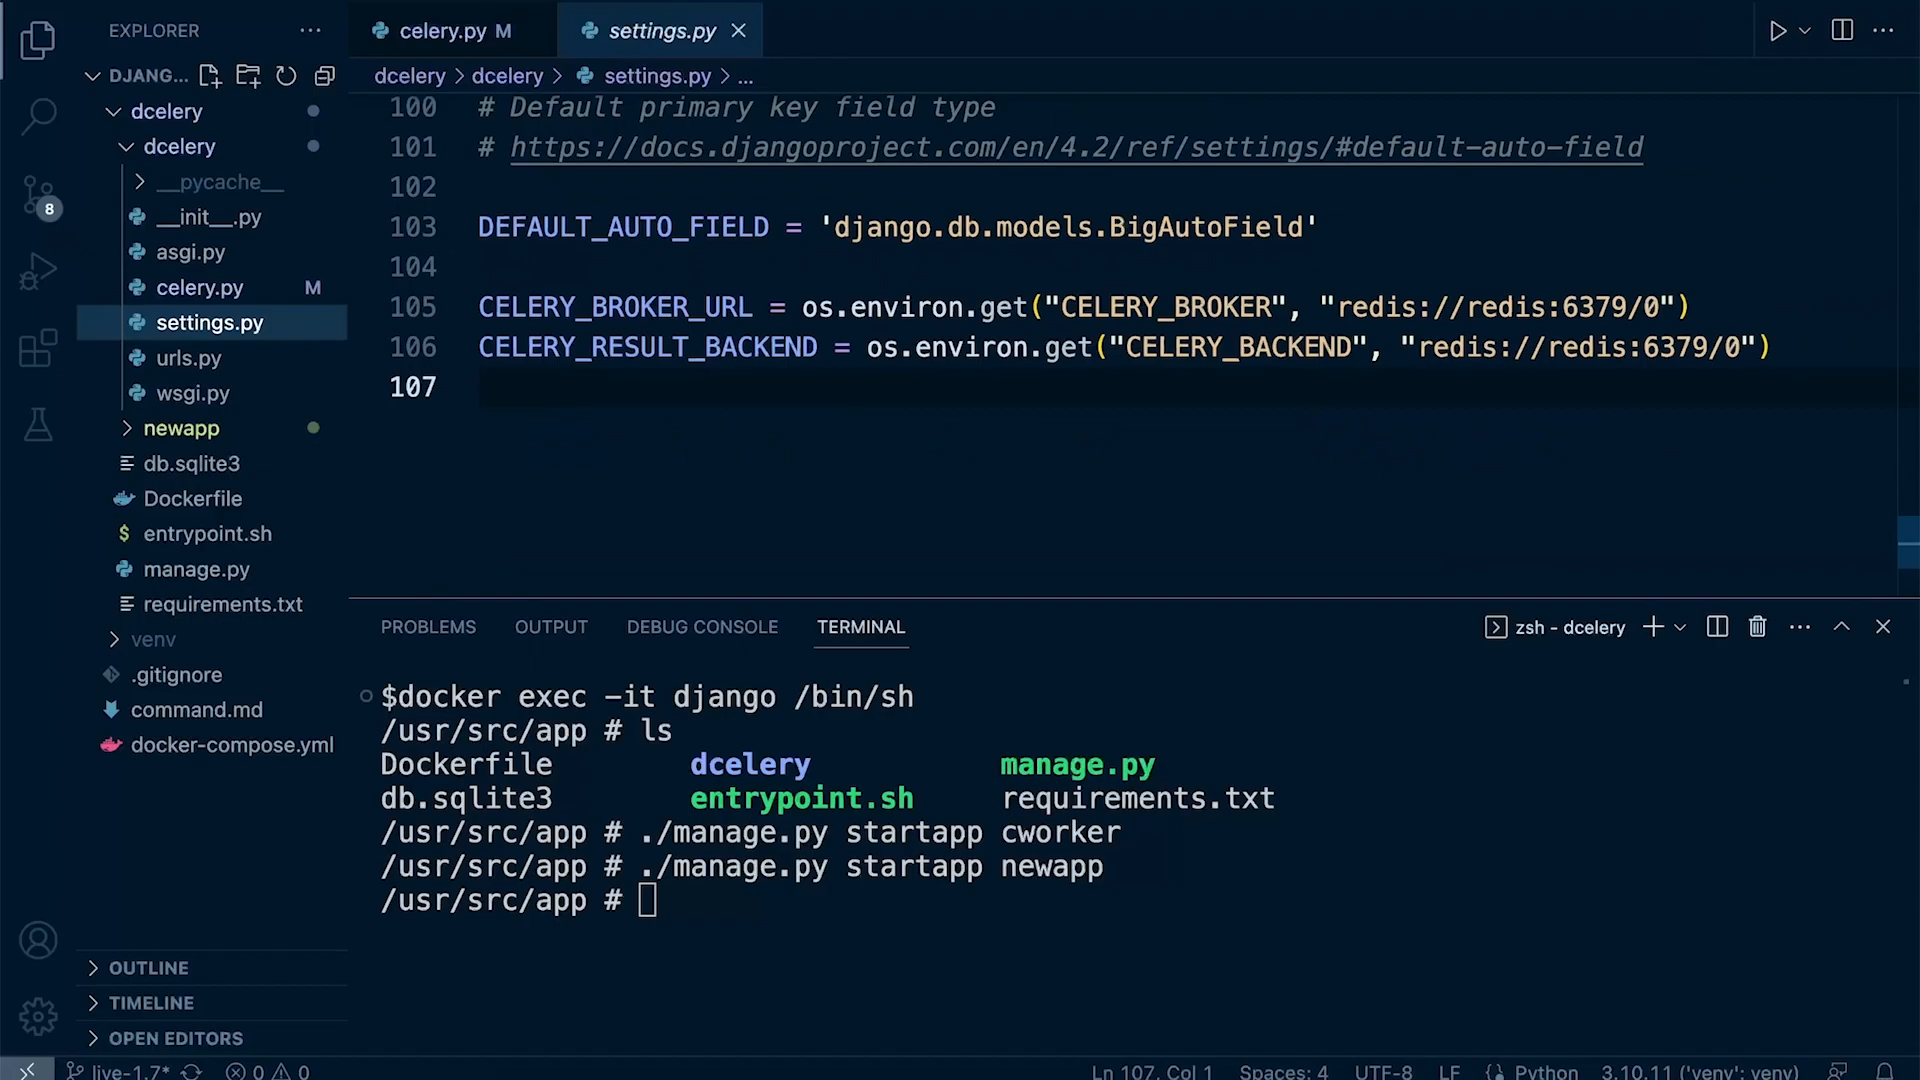 EXPLORER
DJANG...
dcelery
dcelery
__pycache__
__init__.py
asgi.py
celery.py M
settings.py
urls.py
wsgi.py
newapp
db.sqlite3
Dockerfile
$ entrypoint.sh
manage.py
requirements.txt
venv
.gitignore
command.md
docker-compose.yml
OUTLINE
TIMELINE
OPEN EDITORS
8
celery.py M
settings.py
dcelery > dcelery > settings.py > ...
100 # Default primary key field type
101 # https://docs.djangoproject.com/en/4.2/ref/settings/#default-auto-field
102
103 DEFAULT_AUTO_FIELD = 'django.db.models.BigAutoField'
104
105 CELERY_BROKER_URL = os.environ.get("CELERY_BROKER", "redis://redis:6379/0")
106 CELERY_RESULT_BACKEND = os.environ.get("CELERY_BACKEND", "redis://redis:6379/0")
107
PROBLEMS OUTPUT DEBUG CONSOLE TERMINAL
zsh - dcelery
$docker exec -it django /bin/sh
/usr/src/app # ls
Dockerfile dcelery manage.py
db.sqlite3 entrypoint.sh requirements.txt
/usr/src/app # ./manage.py startapp cworker
/usr/src/app # ./manage.py startapp newapp
/usr/src/app #
live-1.7* 0 0 Ln 107, Col 1 Spaces: 4 UTF-8 LF Python 3.10.11 ('venv': venv)